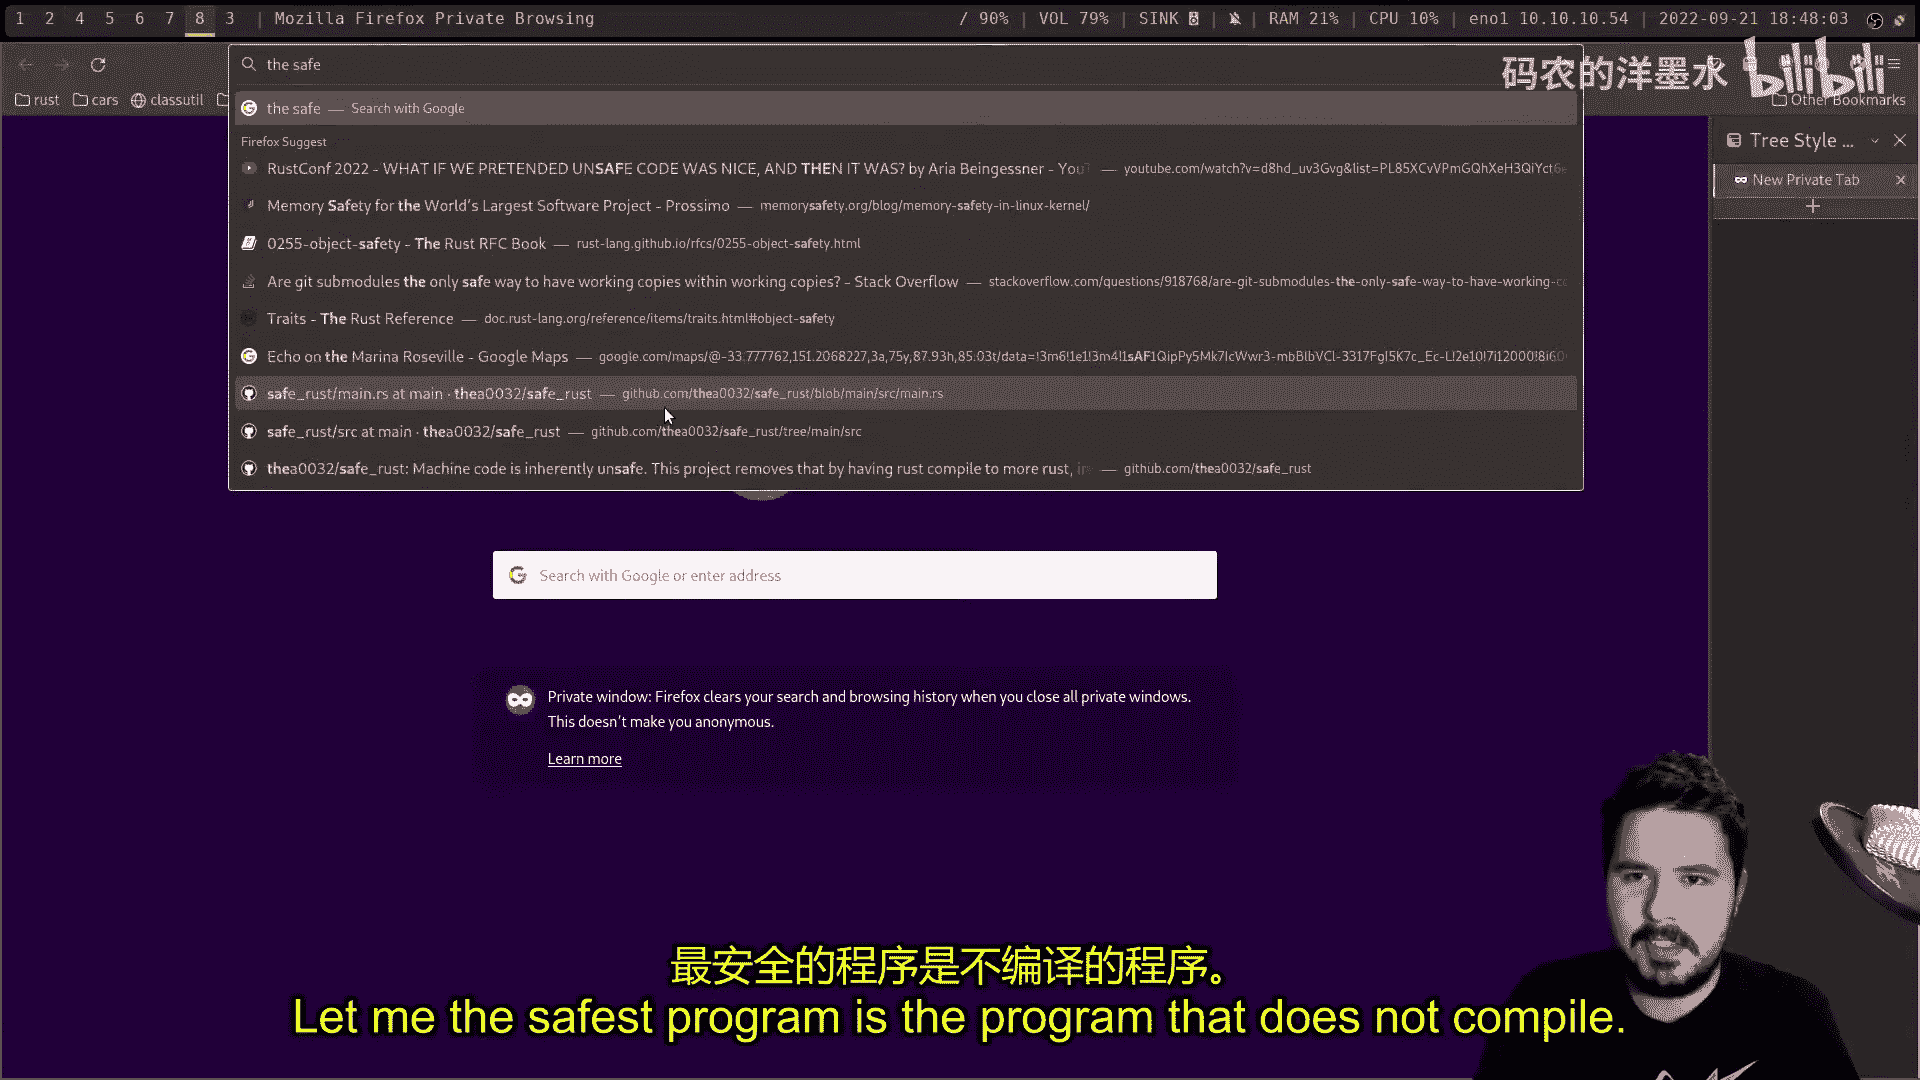 1 2 4 5 6 7 8 3 | Mozilla Firefox Private Browsing
/ 90% | VOL 79% | SINK | | RAM 21% | CPU 10% | eno1 10.10.10.54 | 2022-09-21 18:48:03
the safe
码农的洋墨水 bilibili
rust cars classutil
Other Bookmarks
the safe — Search with Google
Firefox Suggest
RustConf 2022 - WHAT IF WE PRETENDED UNSAFE CODE WAS NICE, AND THEN IT WAS? by Aria Beingessner - YouT — youtube.com/watch?v=d8hd_uv3Gvg&list=PL85XCvVPmGQhXeH3QiYct6e
Memory Safety for the World's Largest Software Project - Prossimo — memorysafety.org/blog/memory-safety-in-linux-kernel/
0255-object-safety - The Rust RFC Book — rust-lang.github.io/rfcs/0255-object-safety.html
Are git submodules the only safe way to have working copies within working copies? - Stack Overflow — stackoverflow.com/questions/918768/are-git-submodules-the-only-safe-way-to-have-working-co
Traits - The Rust Reference — doc.rust-lang.org/reference/items/traits.html#object-safety
Echo on the Marina Roseville - Google Maps —
safe_rust/main.rs at main · thea0032/safe_rust — github.com/thea0032/safe_rust/blob/main/src/main.rs
safe_rust/src at main · thea0032/safe_rust — github.com/thea0032/safe_rust/tree/main/src
thea0032/safe_rust: Machine code is inherently unsafe. This project removes that by having rust compile to more rust, — github.com/thea0032/safe_rust
Tree Style ...
New Private Tab
Search with Google or enter address
Private window: Firefox clears your search and browsing history when you close all private windows.
This doesn't make you anonymous.
Learn more
最安全的程序是不编译的程序。
Let me the safest program is the program that does not compile.